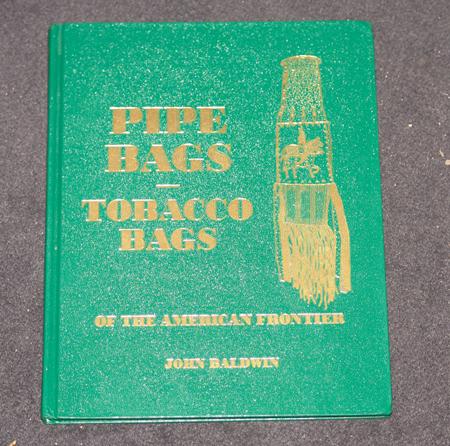 PIPE
BAGS
—
TOBACCO
BAGS
OF THE AMERICAN FRONTIER
JOHN BALDWIN